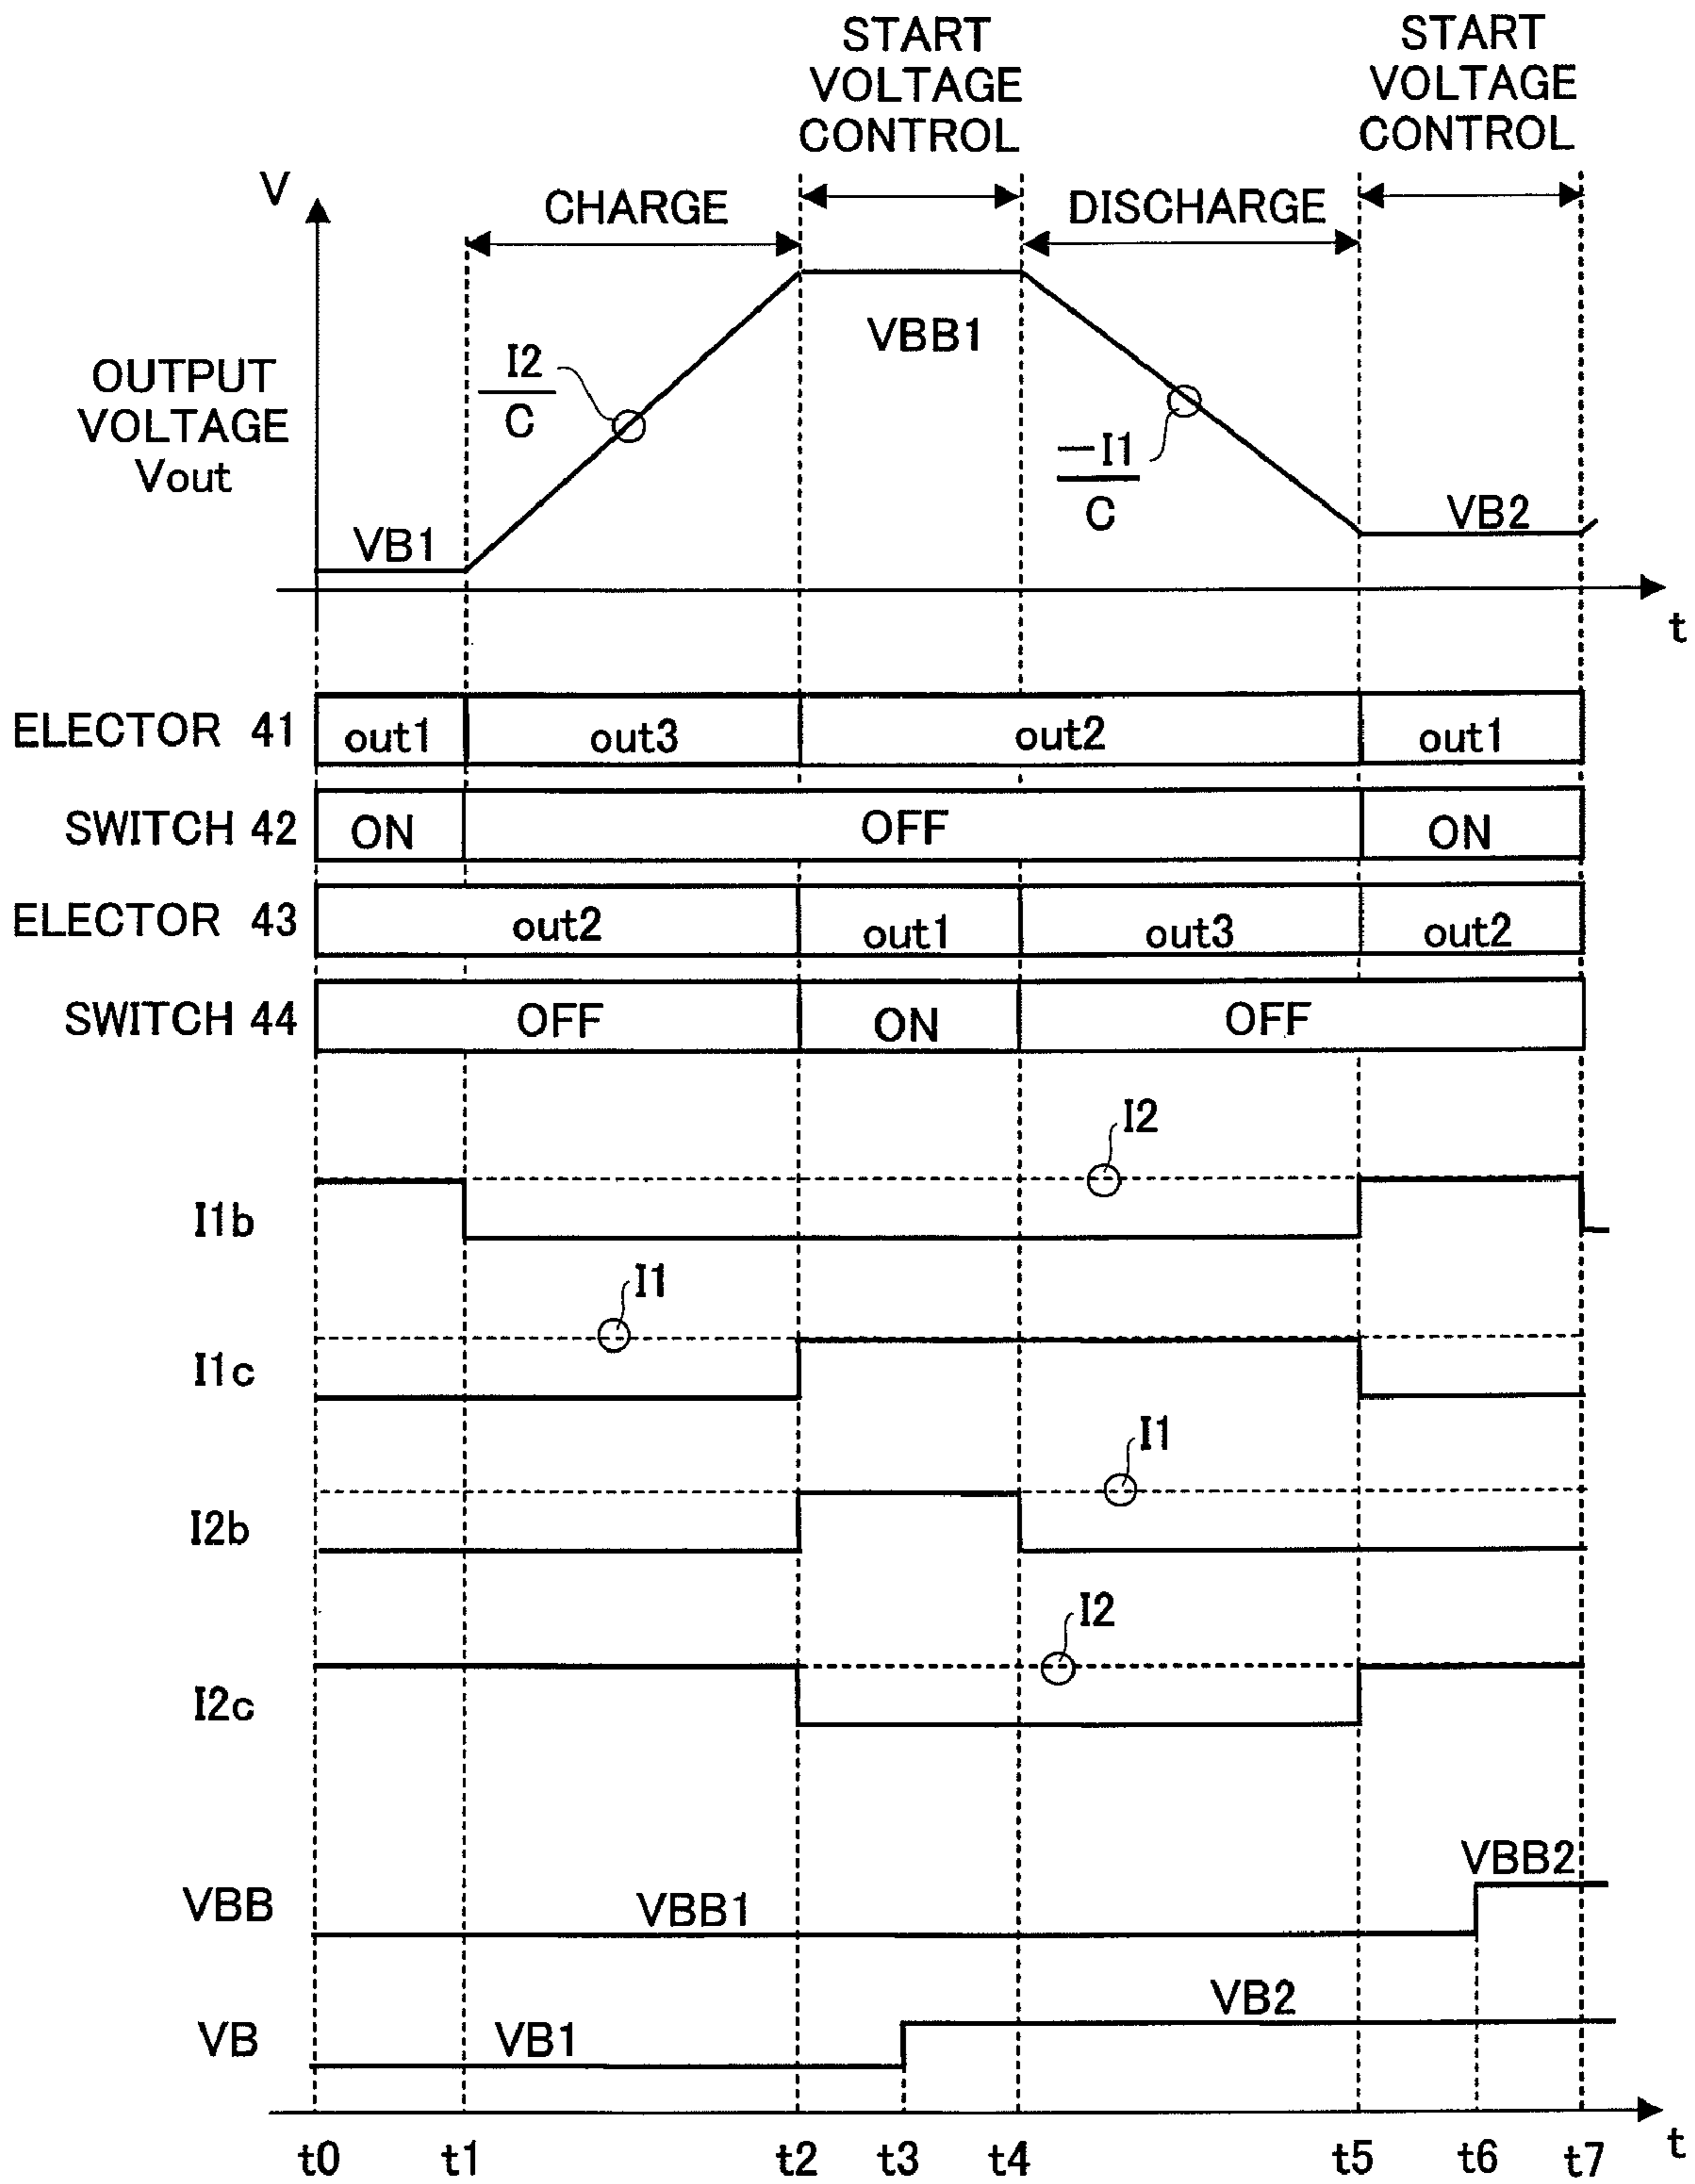 START
VOLTAGE
CONTROL
START
VOLTAGE
CONTROL
V
CHARGE
DISCHARGE
OUTPUT
VOLTAGE
Vout
I2
C
VBB1
−I1
C
VB1
VB2
t
ELECTOR 41
out1
out3
out2
out1
SWITCH 42
ON
OFF
ON
ELECTOR 43
out2
out1
out3
out2
SWITCH 44
OFF
ON
OFF
I2
I1b
I1
I1c
I1
I2b
I2
I2c
VBB
VBB1
VBB2
VB
VB1
VB2
t0
t1
t2
t3
t4
t5
t6
t7
t